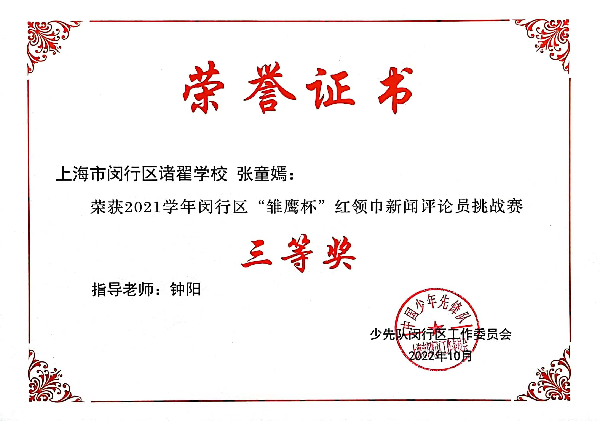 荣誉证书
上海市闵行区诸翟学校 张童嫣：
荣获2021学年闵行区“雏鹰杯”红领巾新闻评论员挑战赛
三等奖
指导老师：钟阳
中国少年先锋队
少先队闵行区工作委员会
2022年10月